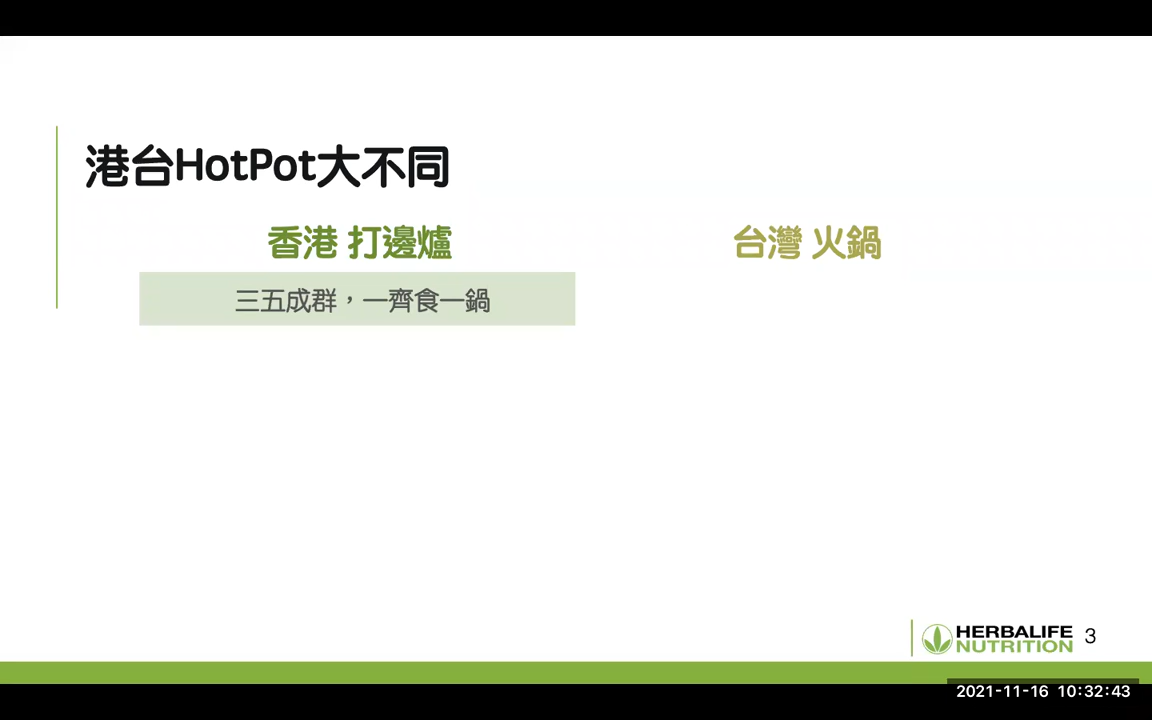 港台HotPot大不同
香港 打邊爐
台灣 火鍋
三五成群，一齊食一鍋
HERBALIFE
NUTRITION
3
2021-11-16 10:32:43